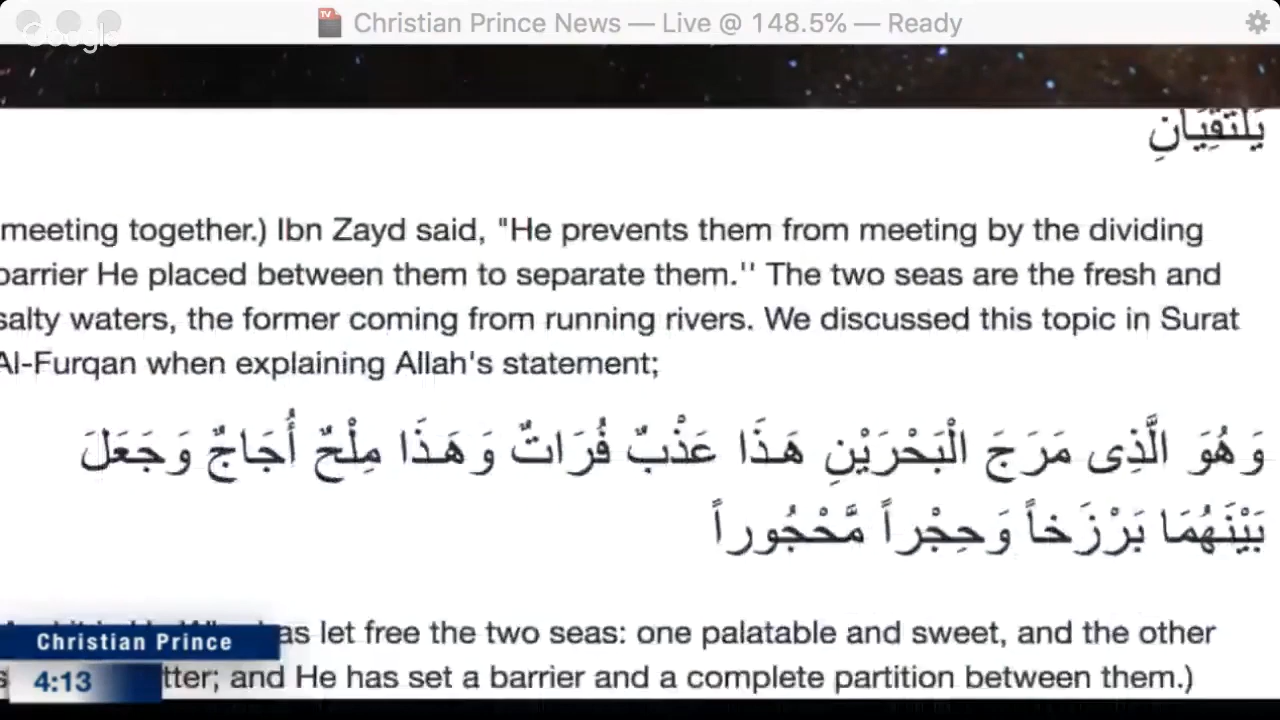 Christian Prince News — Live @ 148.5% — Ready
Google
يَلْتَقِيَانِ
meeting together.) Ibn Zayd said, "He prevents them from meeting by the dividing
barrier He placed between them to separate them.'' The two seas are the fresh and
salty waters, the former coming from running rivers. We discussed this topic in Surat
Al-Furqan when explaining Allah's statement;
وَهُوَ الَّذِى مَرَجَ الْبَحْرَيْنِ هَـذَا عَذْبٌ فُرَاتٌ وَهَـذَا مِلْحٌ أُجَاجٌ وَجَعَلَ
بَيْنَهُمَا بَرْزَخاً وَحِجْراً مَّحْجُوراً
as let free the two seas: one palatable and sweet, and the other
tter; and He has set a barrier and a complete partition between them.)
Christian Prince
4:13